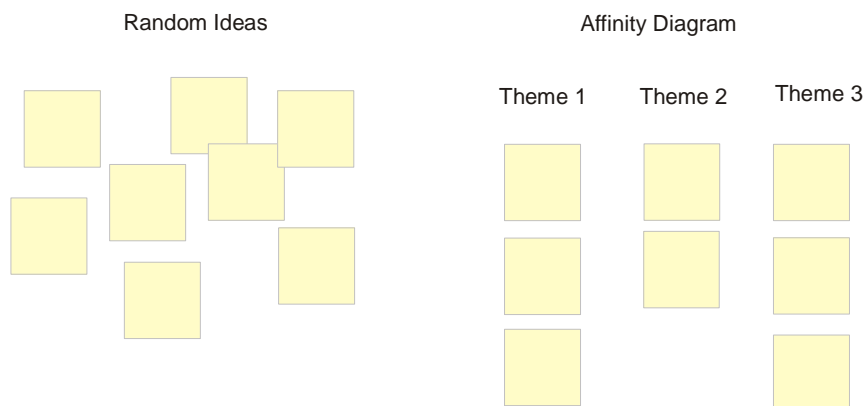 Random Ideas
Affinity Diagram
Theme 1
Theme 2
Theme 3